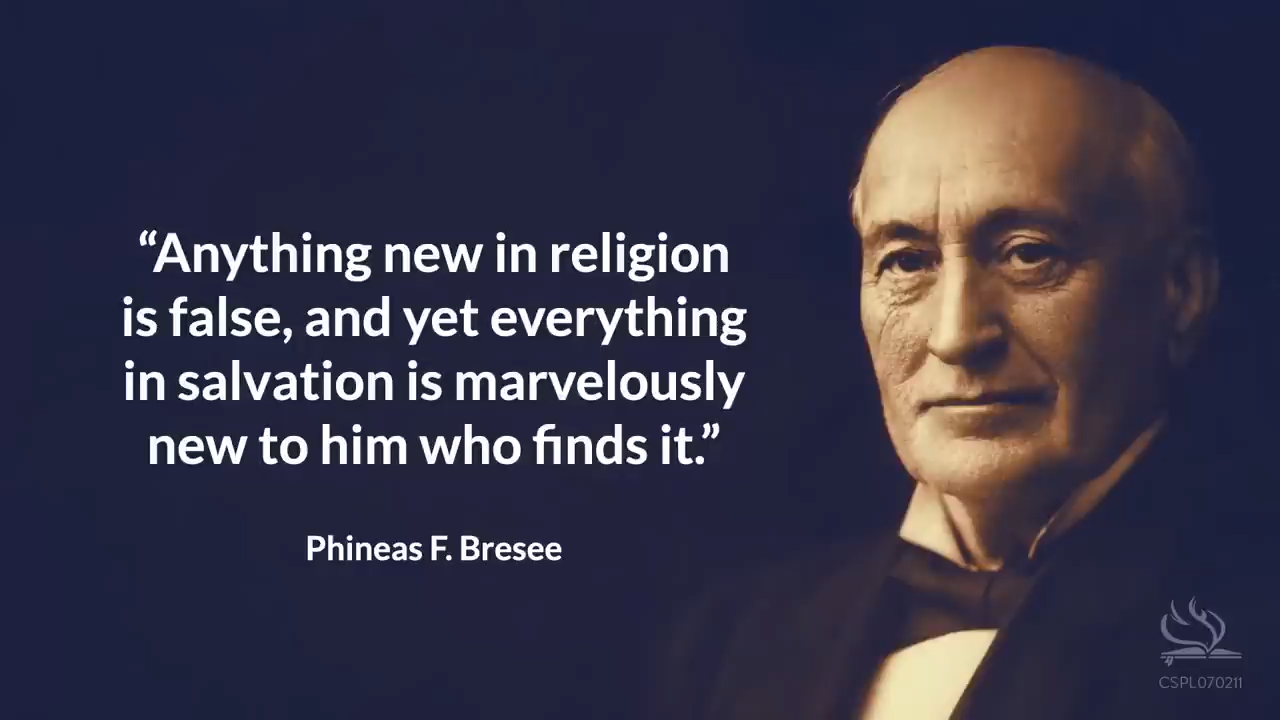 “Anything new in religion
is false, and yet everything
in salvation is marvelously
new to him who finds it.”
Phineas F. Bresee
CSPL070211